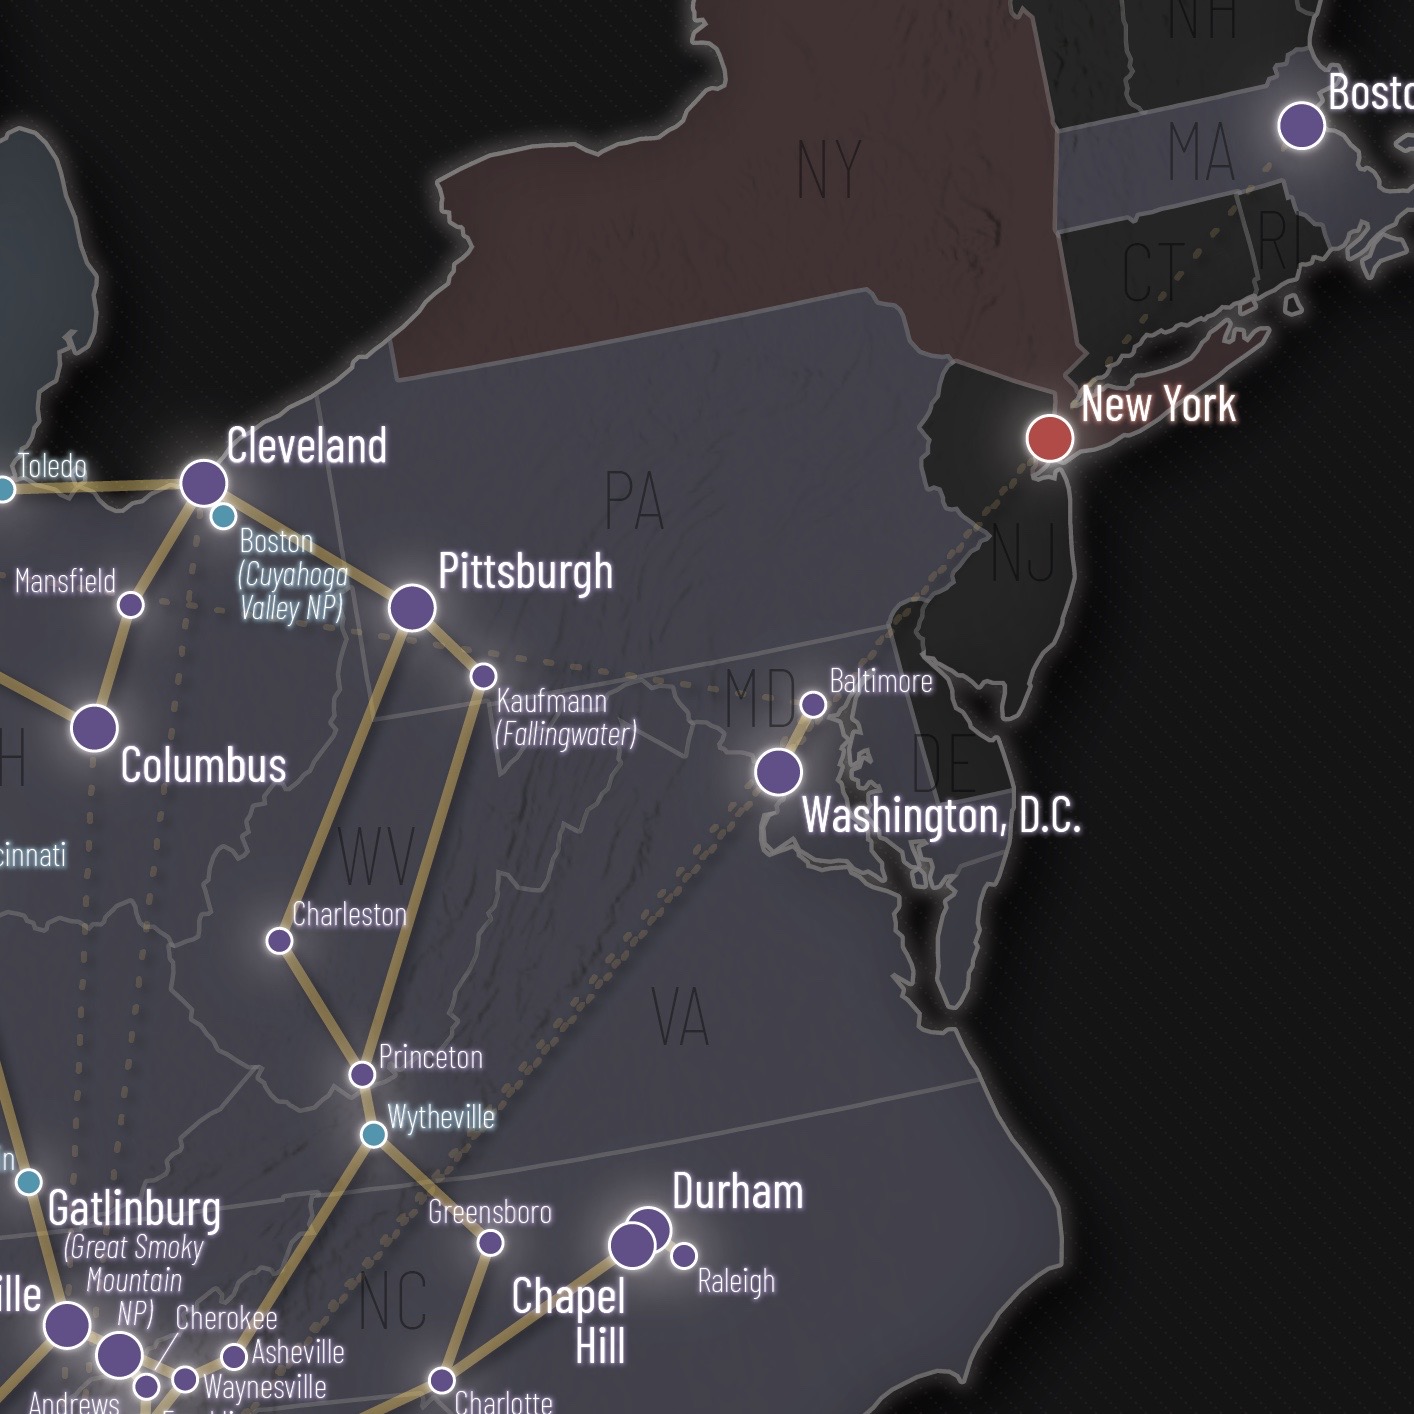 NH
Bosto
MA
NY
RI
CT
New York
Cleveland
Toledo
PA
Boston
(Cuyahoga
Valley NP)
NJ
Pittsburgh
Mansfield
MD
Baltimore
Kaufmann
(Fallingwater)
H
Columbus
DE
Washington, D.C.
cinnati
WV
Charleston
VA
Princeton
Wytheville
n
Gatlinburg
(Great Smoky
Mountain
NP)
Greensboro
Durham
Raleigh
Chapel
Hill
NC
ille
Cherokee
Asheville
Waynesville
Andrews
Charlotte